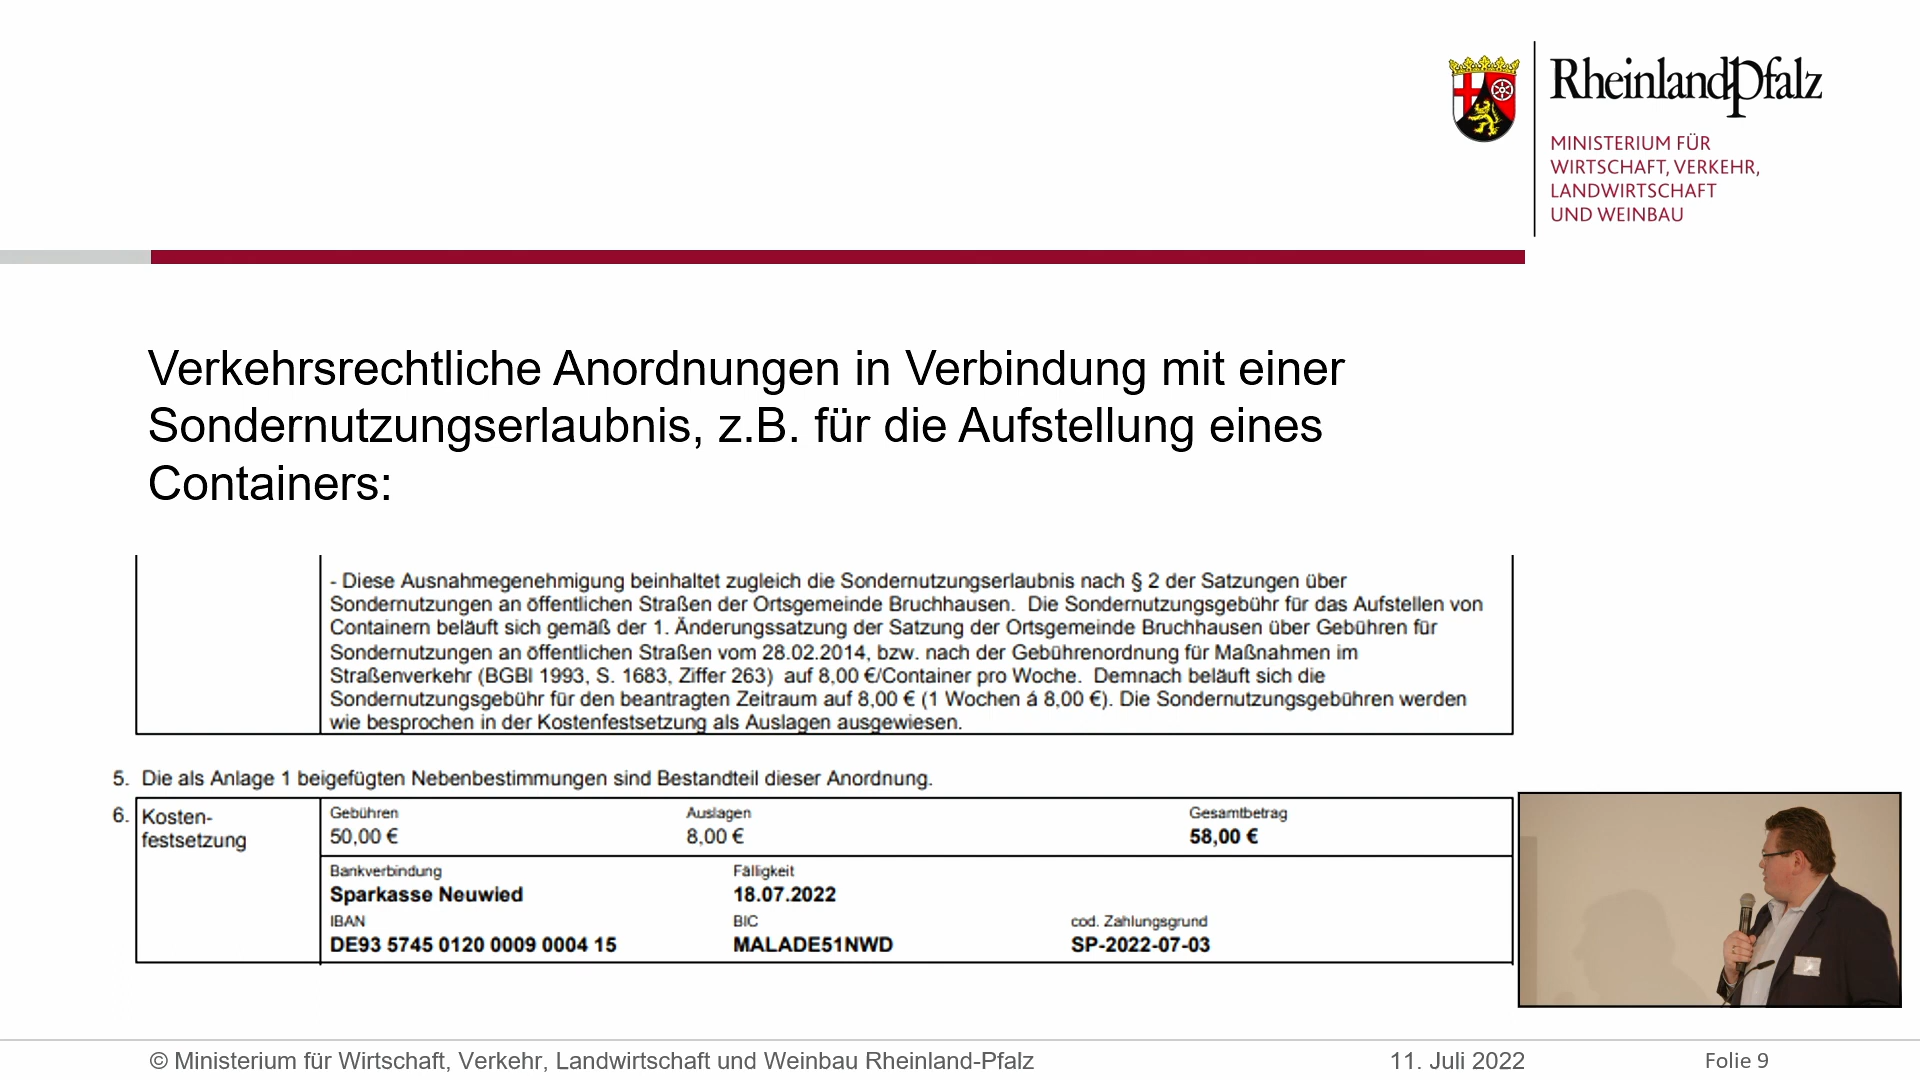 RheinlandPfalz
MINISTERIUM FÜR
WIRTSCHAFT, VERKEHR,
LANDWIRTSCHAFT
UND WEINBAU
Verkehrsrechtliche Anordnungen in Verbindung mit einer
Sondernutzungserlaubnis, z.B. für die Aufstellung eines
Containers:
- Diese Ausnahmegenehmigung beinhaltet zugleich die Sondernutzungserlaubnis nach § 2 der Satzungen über
Sondernutzungen an öffentlichen Straßen der Ortsgemeinde Bruchhausen. Die Sondernutzungsgebühr für das Aufstellen von
Containern beläuft sich gemäß der 1. Änderungssatzung der Satzung der Ortsgemeinde Bruchhausen über Gebühren für
Sondernutzungen an öffentlichen Straßen vom 28.02.2014, bzw. nach der Gebührenordnung für Maßnahmen im
Straßenverkehr (BGBl 1993, S. 1683, Ziffer 263) auf 8,00 €/Container pro Woche. Demnach beläuft sich die
Sondernutzungsgebühr für den beantragten Zeitraum auf 8,00 € (1 Wochen á 8,00 €). Die Sondernutzungsgebühren werden
wie besprochen in der Kostenfestsetzung als Auslagen ausgewiesen.
5. Die als Anlage 1 beigefügten Nebenbestimmungen sind Bestandteil dieser Anordnung.
6. Kosten-
festsetzung
Gebühren Auslagen Gesamtbetrag
50,00 € 8,00 € 58,00 €
Bankverbindung Fälligkeit
Sparkasse Neuwied 18.07.2022
IBAN BIC cod. Zahlungsgrund
DE93 5745 0120 0009 0004 15 MALADE51NWD SP-2022-07-03
© Ministerium für Wirtschaft, Verkehr, Landwirtschaft und Weinbau Rheinland-Pfalz 11. Juli 2022 Folie 9